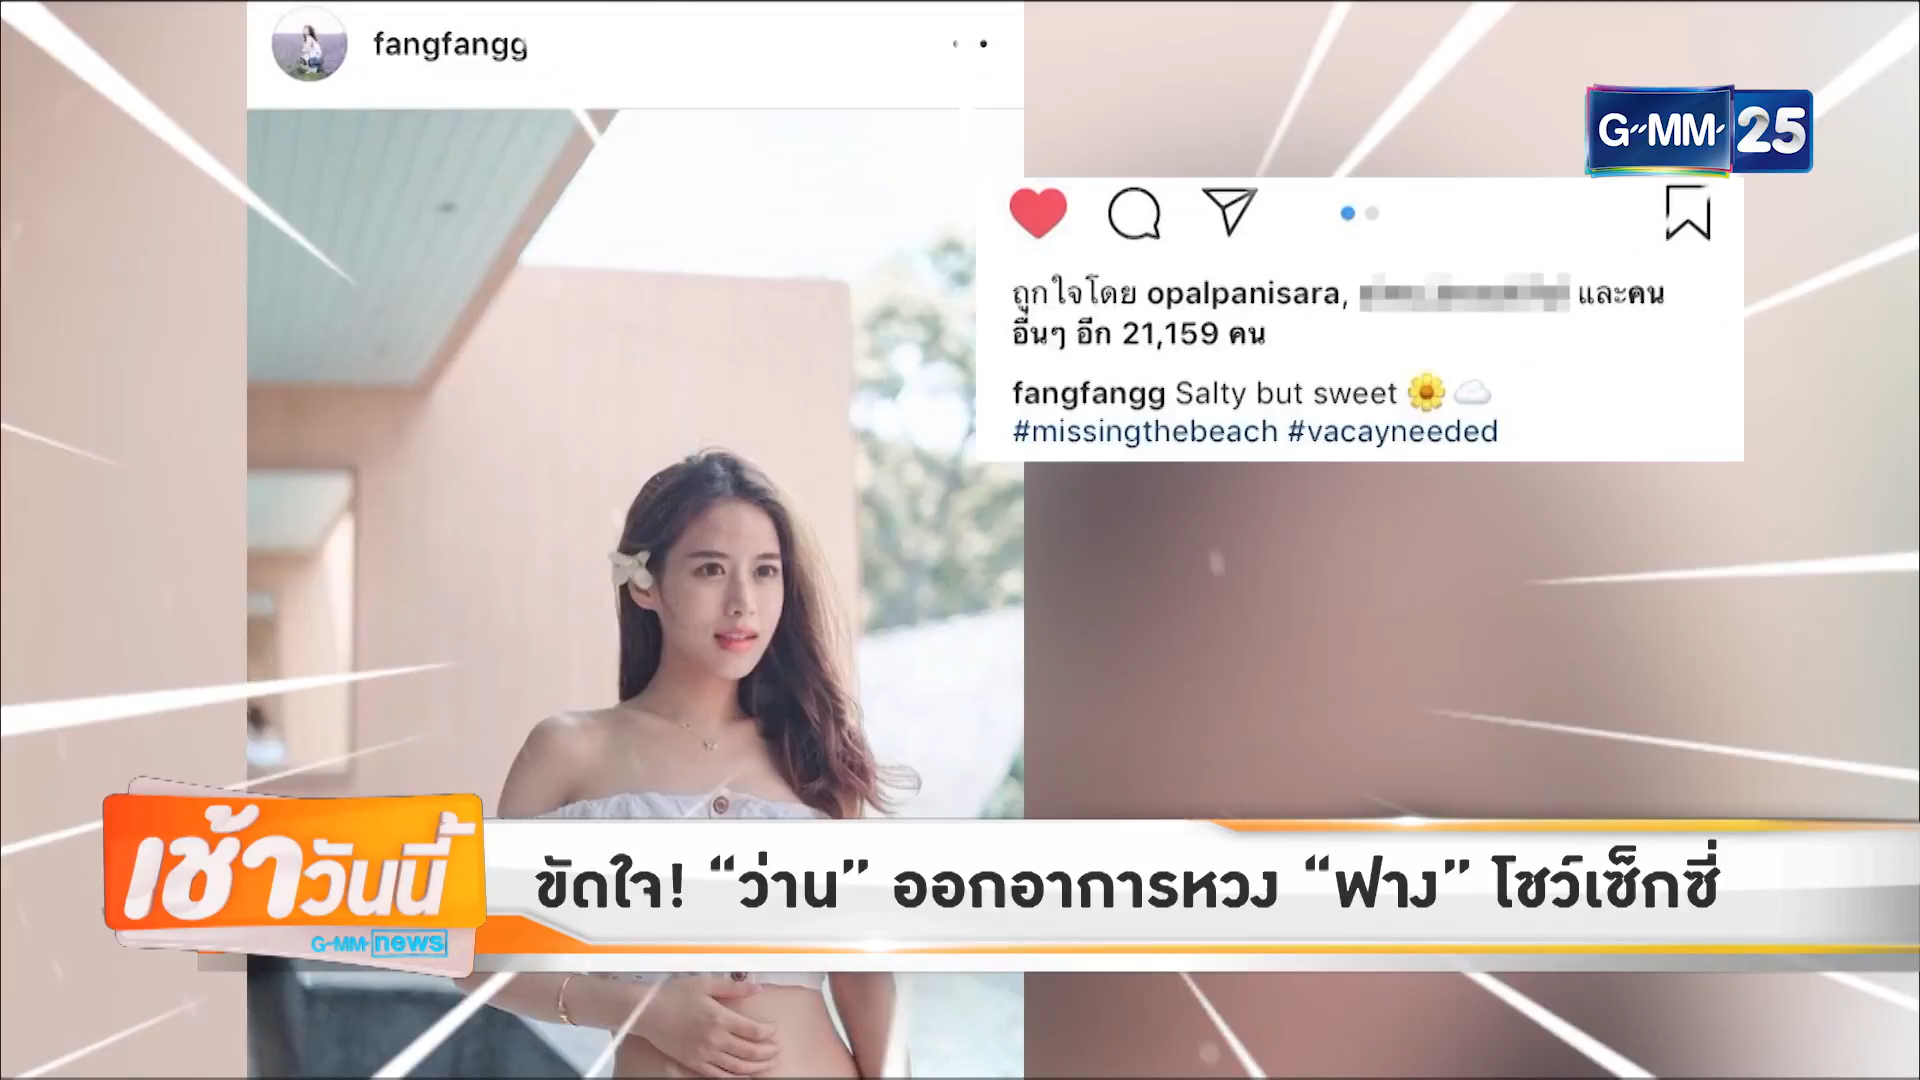 fangfangg
G-MM 25
ถูกใจโดย opalpanisara, และคน
อื่นๆ อีก 21,159 คน
fangfangg Salty but sweet 🌼☁️
#missingthebeach #vacayneeded
เช้าวันนี้
G-MM news
ขัดใจ! “ว่าน” ออกอาการหวง “ฟาง” โชว์เซ็กซี่